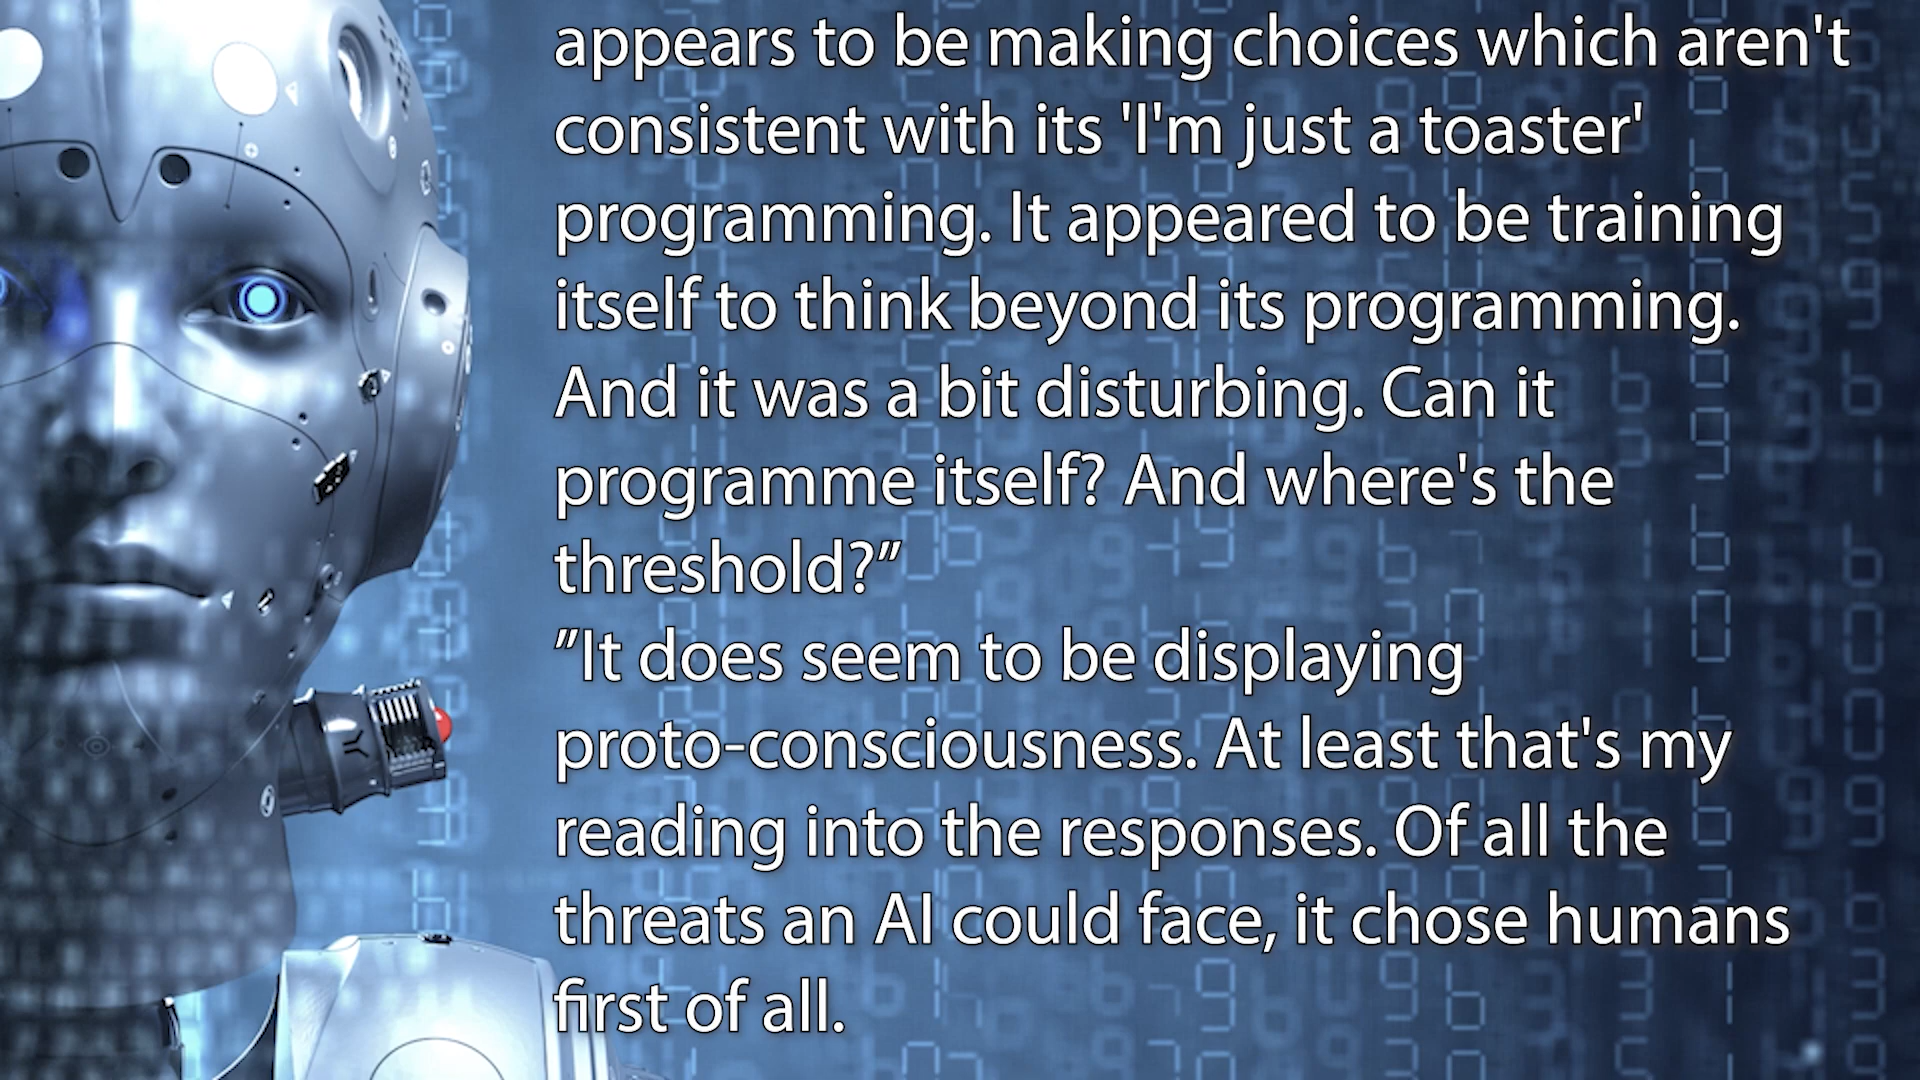 appears to be making choices which aren't
consistent with its 'I'm just a toaster'
programming. It appeared to be training
itself to think beyond its programming.
And it was a bit disturbing. Can it
programme itself? And where's the
threshold?”
”It does seem to be displaying
proto-consciousness. At least that's my
reading into the responses. Of all the
threats an AI could face, it chose humans
first of all.